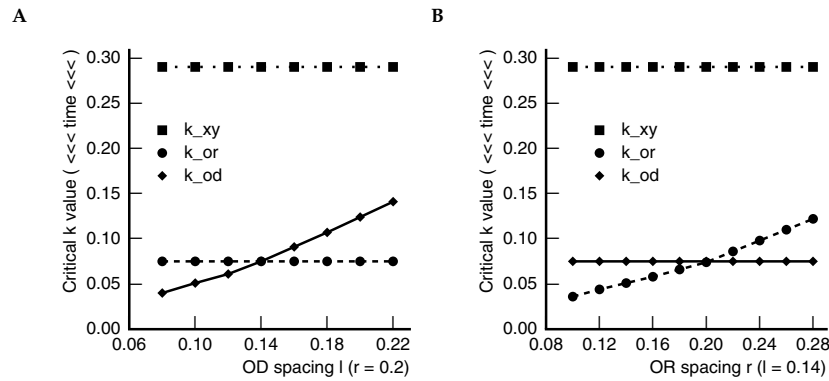 A
Critical k value ( <<< time <<< )
0.30
0.25
0.20
0.15
0.10
0.05
0.00
k_xy
k_or
k_od
0.06 0.10 0.14 0.18 0.22
OD spacing l (r = 0.2)
B
Critical k value ( <<< time <<< )
0.30
0.25
0.20
0.15
0.10
0.05
0.00
k_xy
k_or
k_od
0.08 0.12 0.16 0.20 0.24 0.28
OR spacing r (l = 0.14)